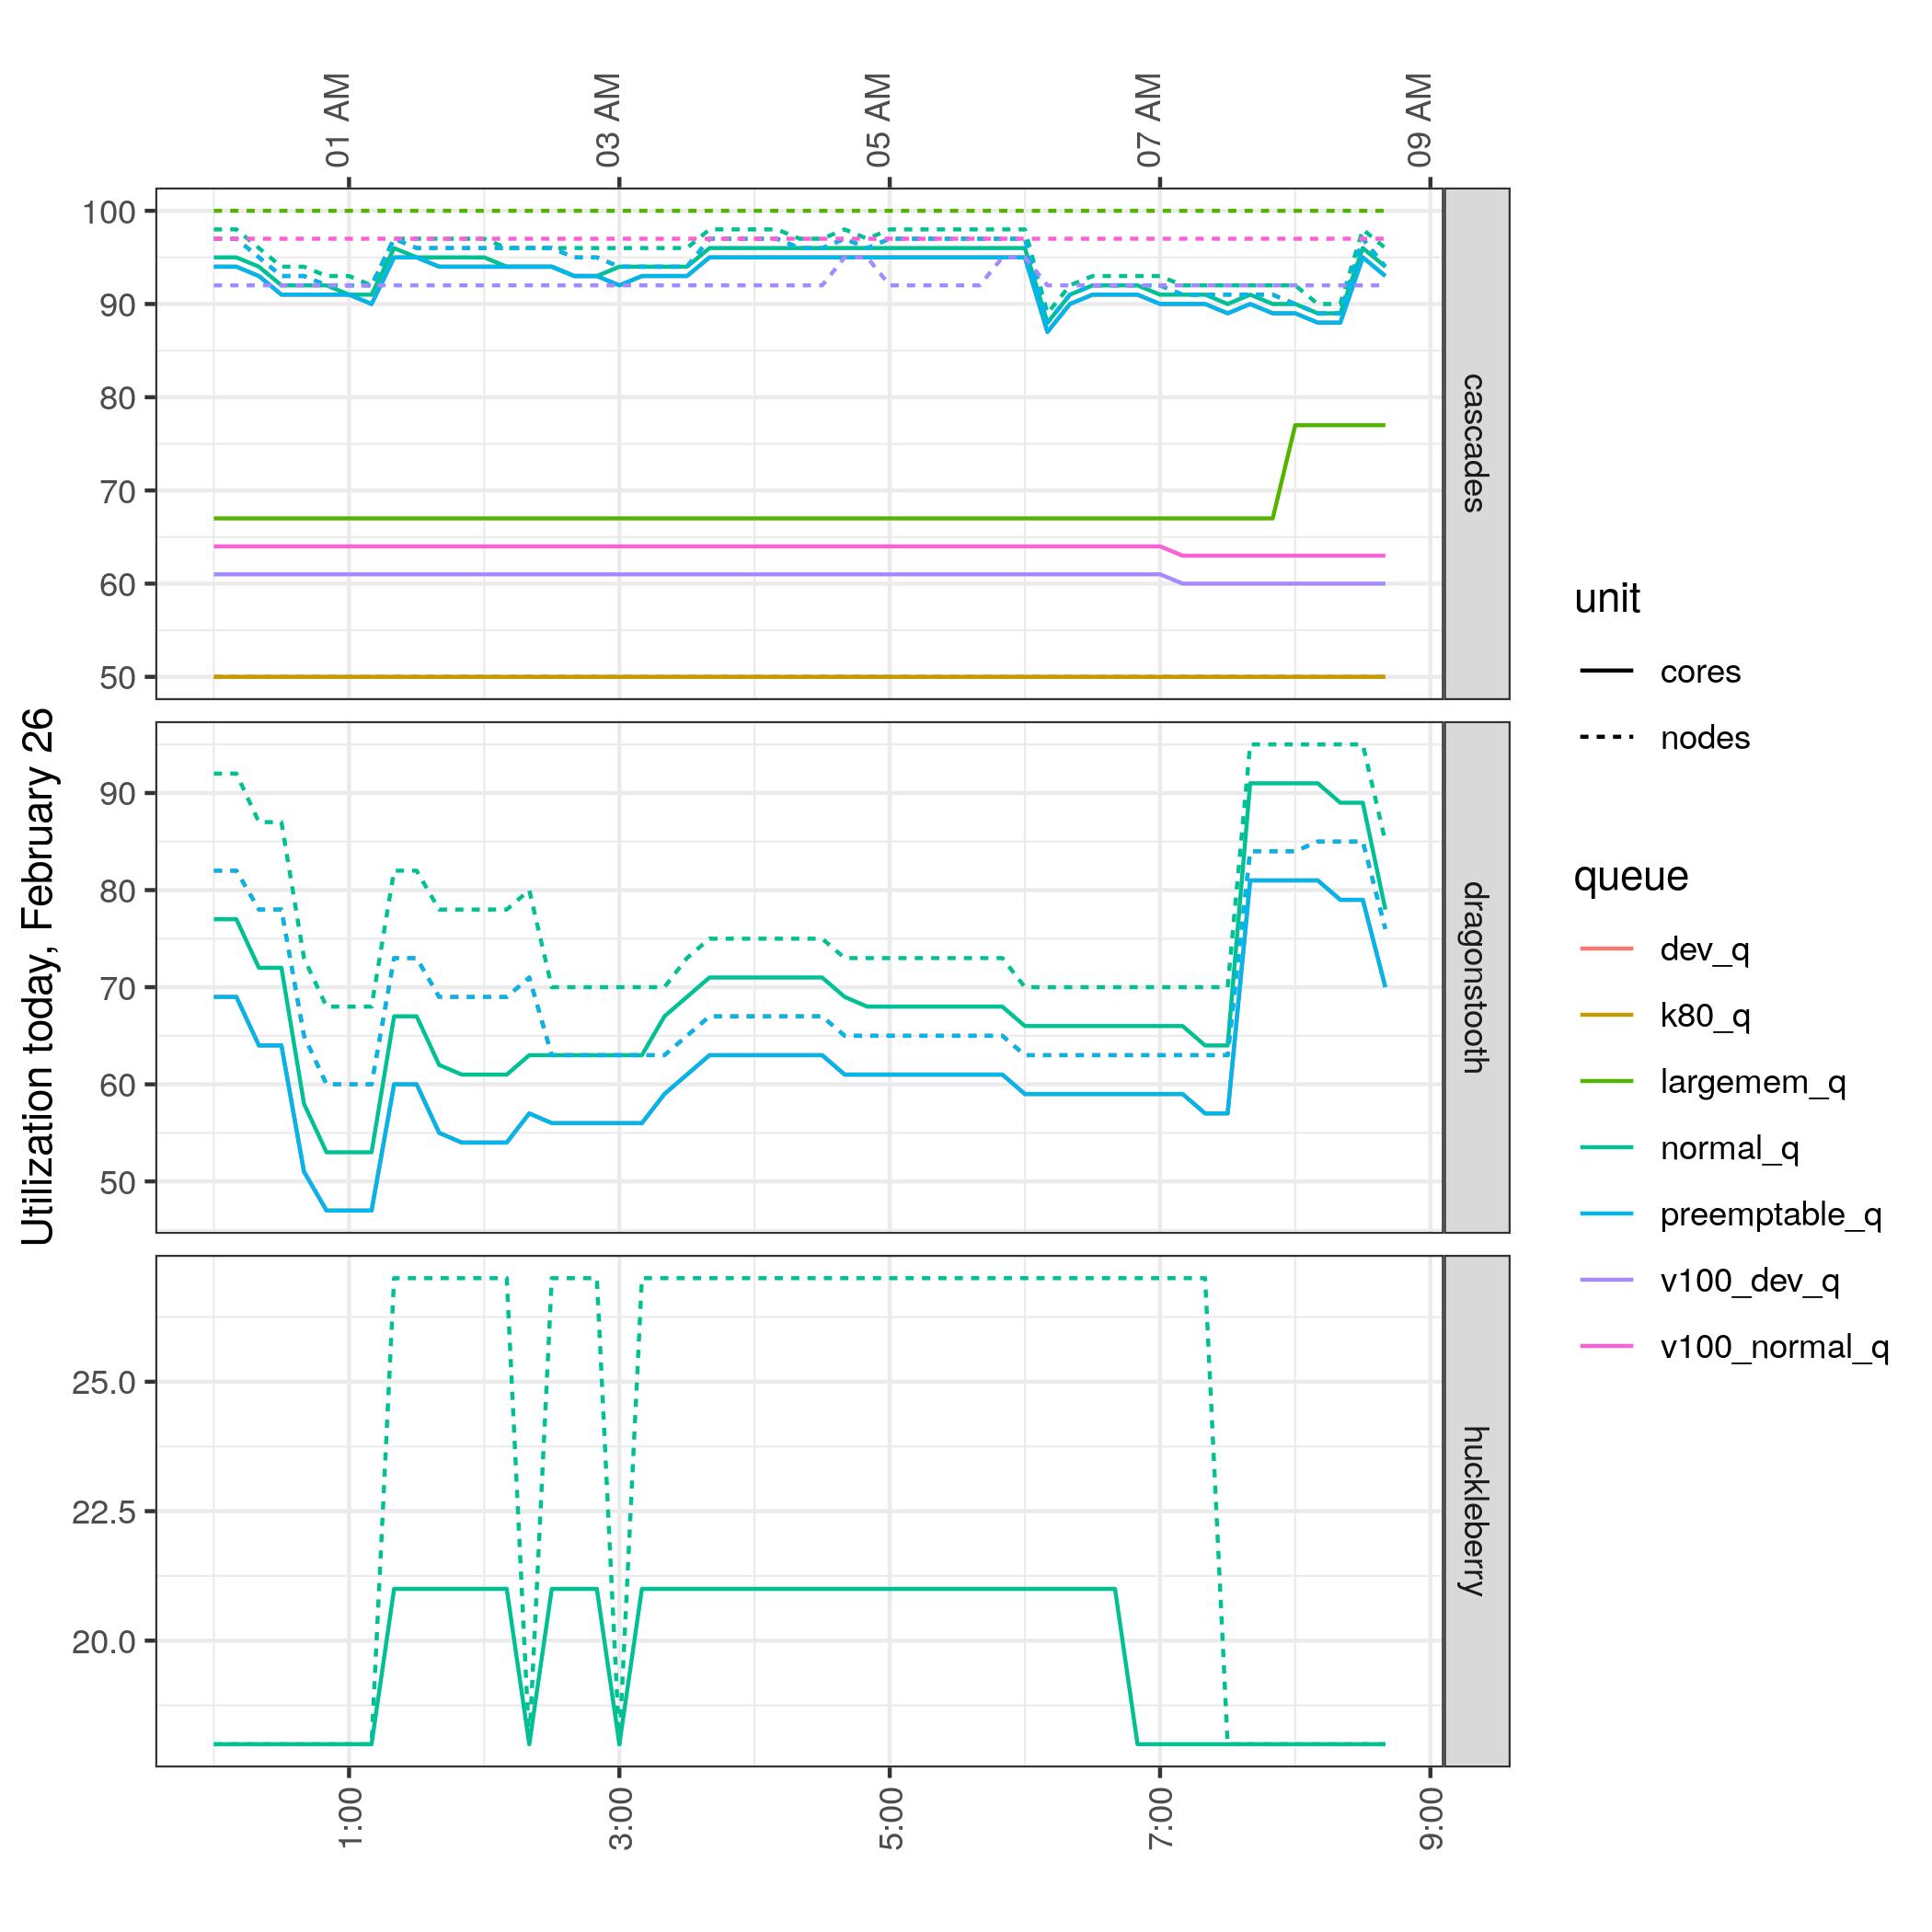 01 AM
03 AM
05 AM
07 AM
09 AM
Utilization today, February 26
100
90
80
70
60
50
cascades
90
80
70
60
50
dragonstooth
25.0
22.5
20.0
huckleberry
1:00
3:00
5:00
7:00
9:00
unit
cores
nodes
queue
dev_q
k80_q
largemem_q
normal_q
preemptable_q
v100_dev_q
v100_normal_q